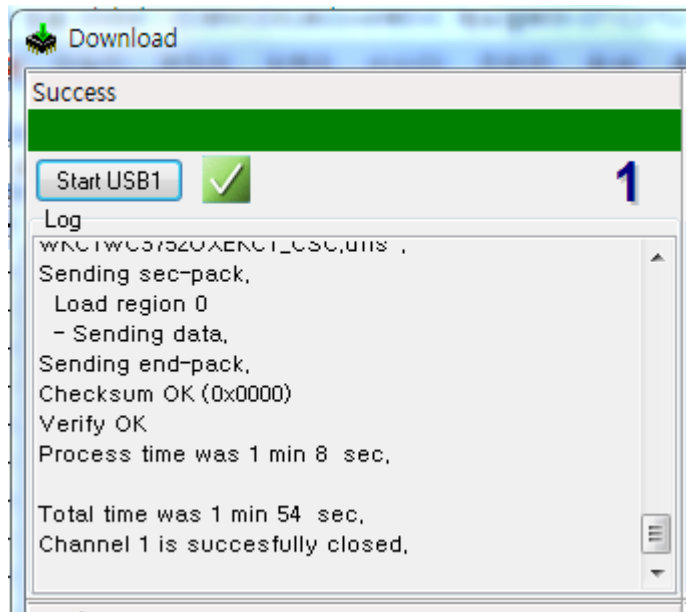 Download
Success
Start USB1
1
Log
Sending sec-pack,
Load region 0
- Sending data,
Sending end-pack,
Checksum OK (0x0000)
Verify OK
Process time was 1 min 8 sec,
Total time was 1 min 54 sec,
Channel 1 is succesfully closed,